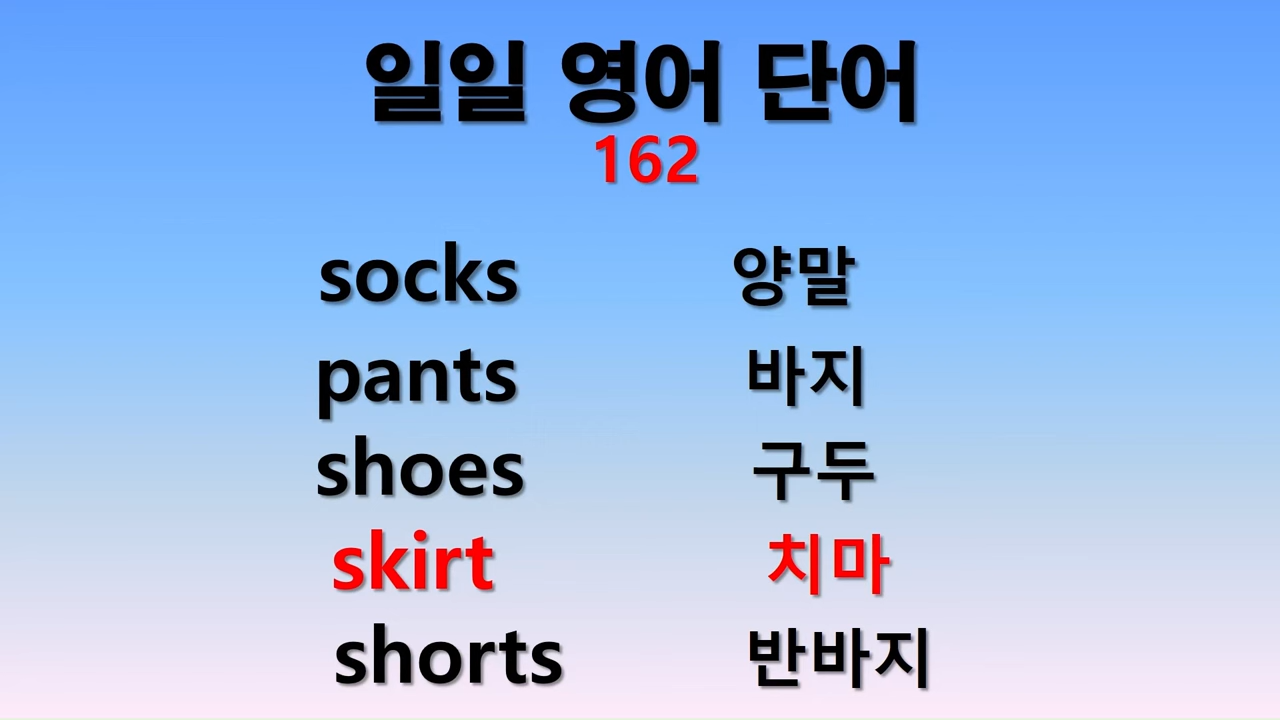 일일 영어 단어
162
socks 양말
pants 바지
shoes 구두
skirt 치마
shorts 반바지